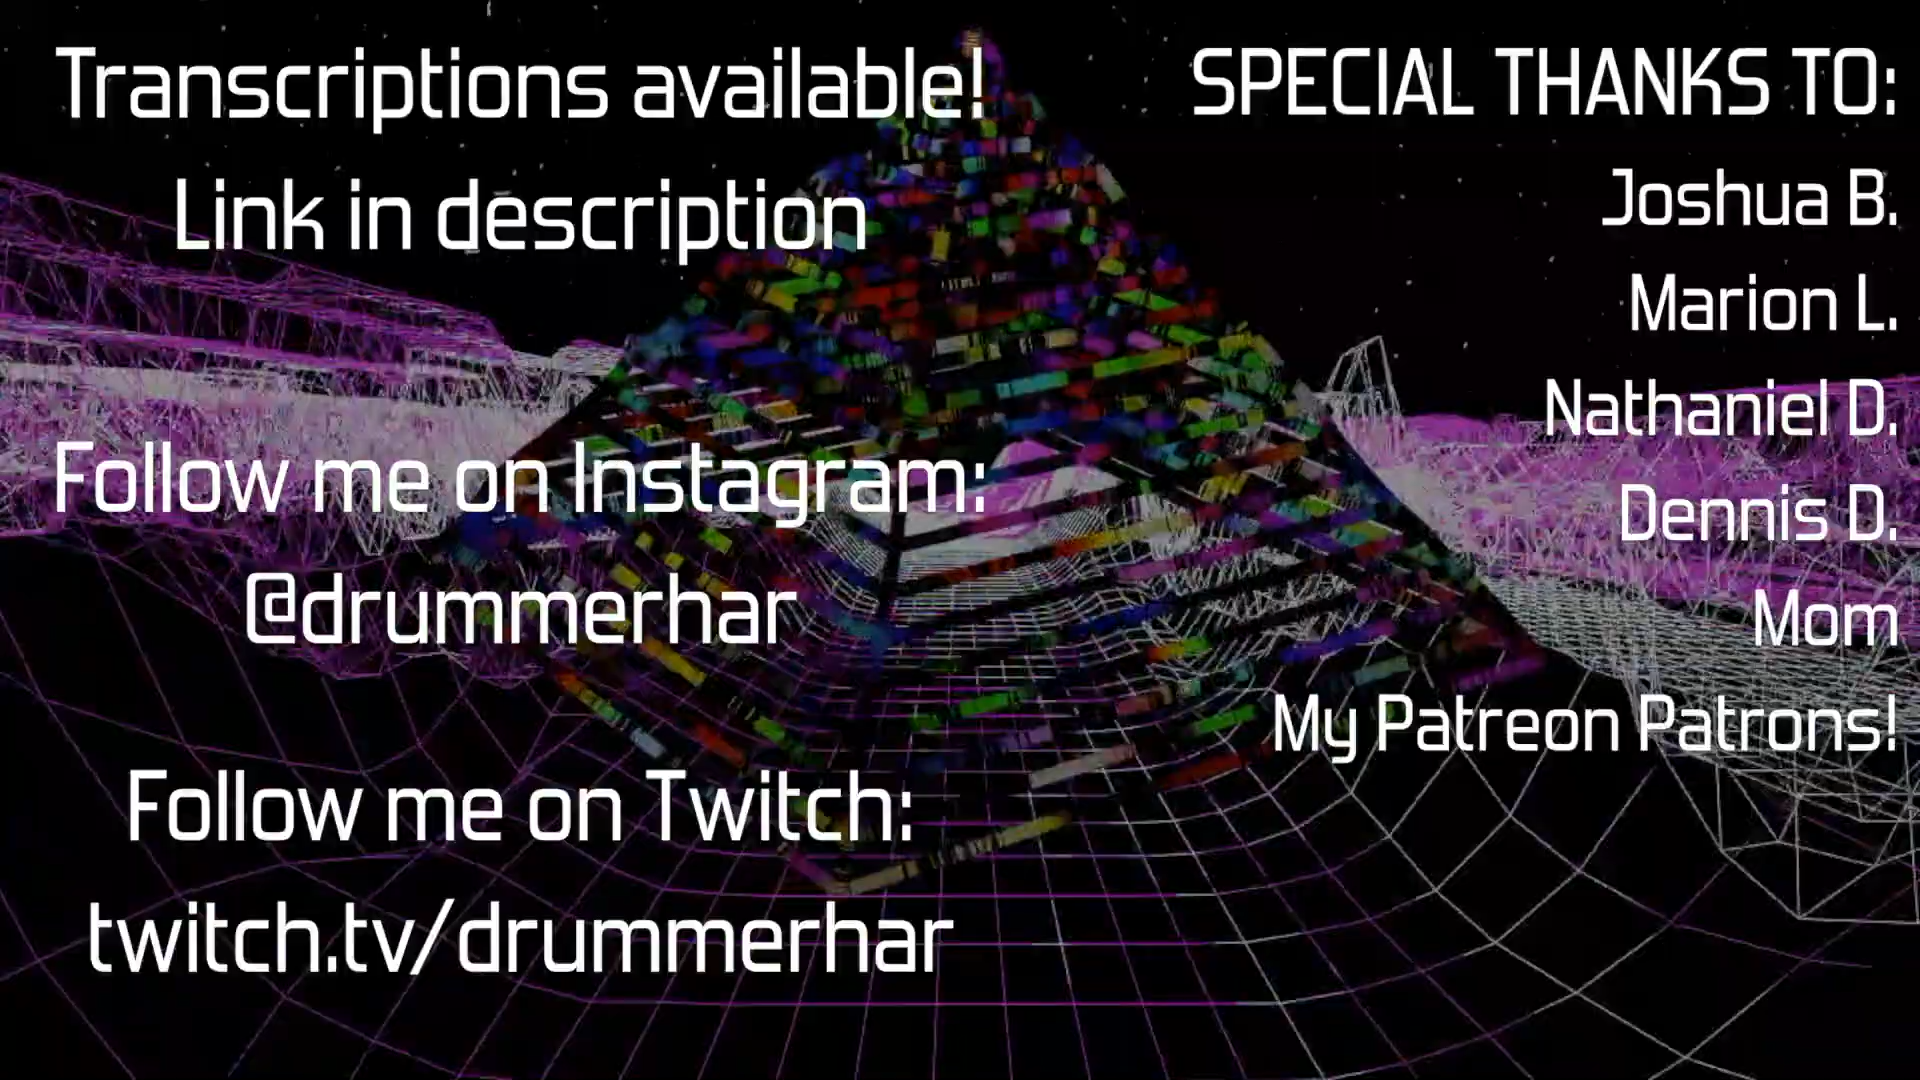 Transcriptions available!
Link in description
Follow me on Instagram:
@drummerhar
Follow me on Twitch:
twitch.tv/drummerhar
SPECIAL THANKS TO:
Joshua B.
Marion L.
Nathaniel D.
Dennis D.
Mom
My Patreon Patrons!